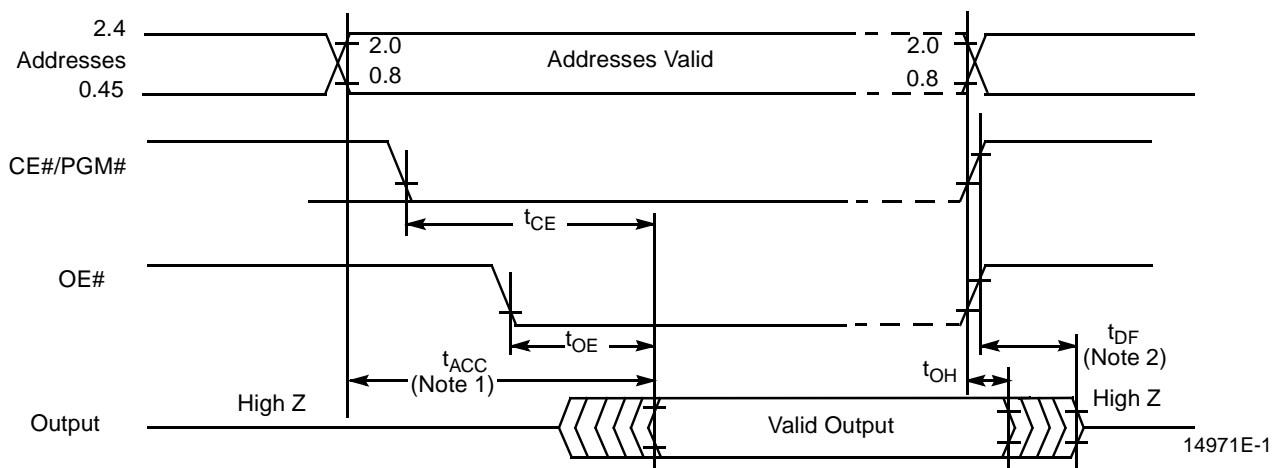 2.4
Addresses
0.45
2.0
0.8
Addresses Valid
2.0
0.8
CE#/PGM#
tCE
OE#
tOE
tACC
(Note 1)
tOH
tDF
(Note 2)
Output
High Z
Valid Output
High Z
14971E-1